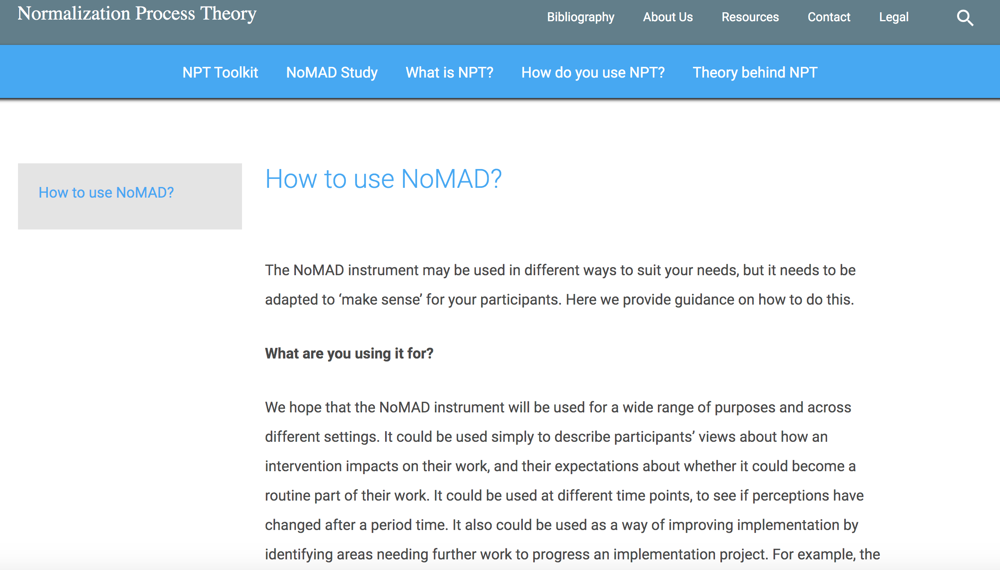 Normalization Process Theory
Bibliography About Us Resources Contact Legal
NPT Toolkit NoMAD Study What is NPT? How do you use NPT? Theory behind NPT
How to use NoMAD?
How to use NoMAD?
The NoMAD instrument may be used in different ways to suit your needs, but it needs to be
adapted to ‘make sense’ for your participants. Here we provide guidance on how to do this.
What are you using it for?
We hope that the NoMAD instrument will be used for a wide range of purposes and across
different settings. It could be used simply to describe participants’ views about how an
intervention impacts on their work, and their expectations about whether it could become a
routine part of their work. It could be used at different time points, to see if perceptions have
changed after a period time. It also could be used as a way of improving implementation by
identifying areas needing further work to progress an implementation project. For example, the